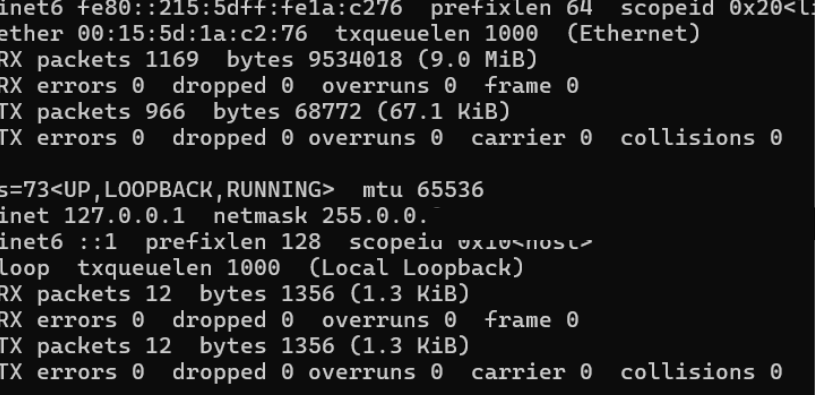 inet6 fe80::215:5dff:fe1a:c276  prefixlen 64  scopeid 0x20<li
ether 00:15:5d:1a:c2:76  txqueuelen 1000  (Ethernet)
RX packets 1169  bytes 9534018 (9.0 MiB)
RX errors 0  dropped 0  overruns 0  frame 0
TX packets 966  bytes 68772 (67.1 KiB)
TX errors 0  dropped 0 overruns 0  carrier 0  collisions 0
s=73<UP,LOOPBACK,RUNNING>  mtu 65536
inet 127.0.0.1  netmask 255.0.0.
inet6 ::1  prefixlen 128  scopeid 0x10<host>
loop  txqueuelen 1000  (Local Loopback)
RX packets 12  bytes 1356 (1.3 KiB)
RX errors 0  dropped 0  overruns 0  frame 0
TX packets 12  bytes 1356 (1.3 KiB)
TX errors 0  dropped 0 overruns 0  carrier 0  collisions 0